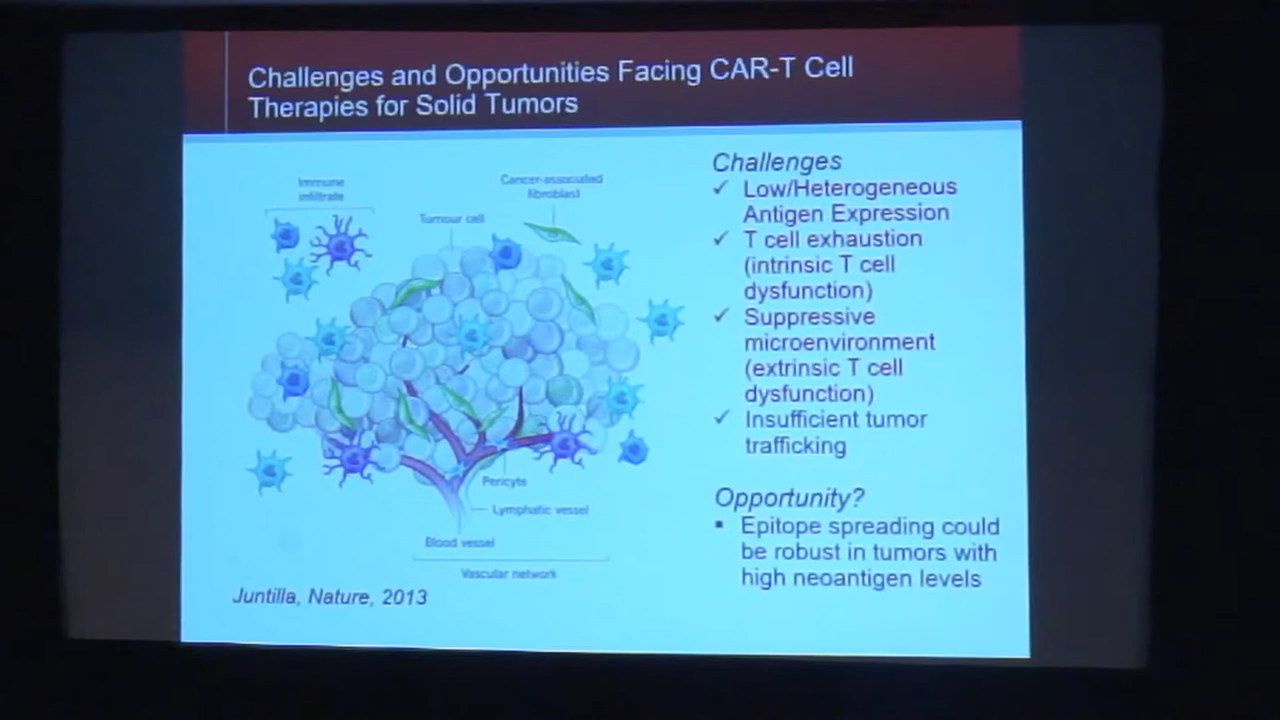 Challenges and Opportunities Facing CAR-T Cell
Therapies for Solid Tumors
Immune
infiltrate
Cancer-associated
fibroblast
Tumour cell
Pericyte
Lymphatic vessel
Blood vessel
Vascular network
Juntilla, Nature, 2013
Challenges
✓ Low/Heterogeneous
Antigen Expression
✓ T cell exhaustion
(intrinsic T cell
dysfunction)
✓ Suppressive
microenvironment
(extrinsic T cell
dysfunction)
✓ Insufficient tumor
trafficking
Opportunity?
▪ Epitope spreading could
be robust in tumors with
high neoantigen levels